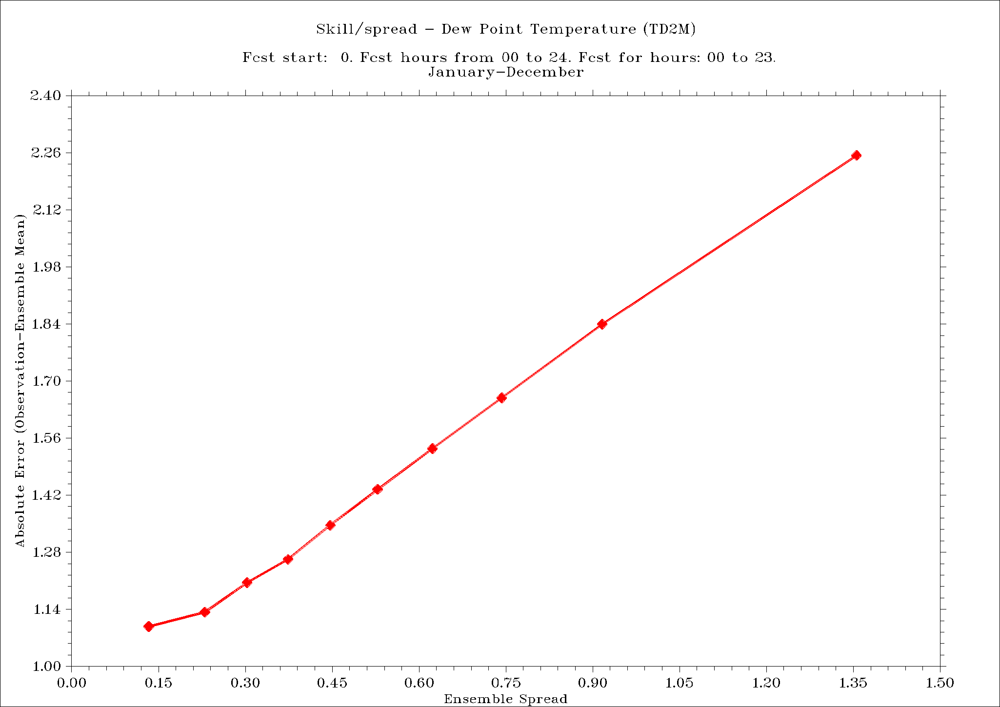 Skill/spread – Dew Point Temperature (TD2M)
Fcst start:  0. Fcst hours from 00 to 24. Fcst for hours: 00 to 23.
January–December
Absolute Error (Observation–Ensemble Mean)
2.40
2.26
2.12
1.98
1.84
1.70
1.56
1.42
1.28
1.14
1.00
0.00 0.15 0.30 0.45 0.60 0.75 0.90 1.05 1.20 1.35 1.50
Ensemble Spread